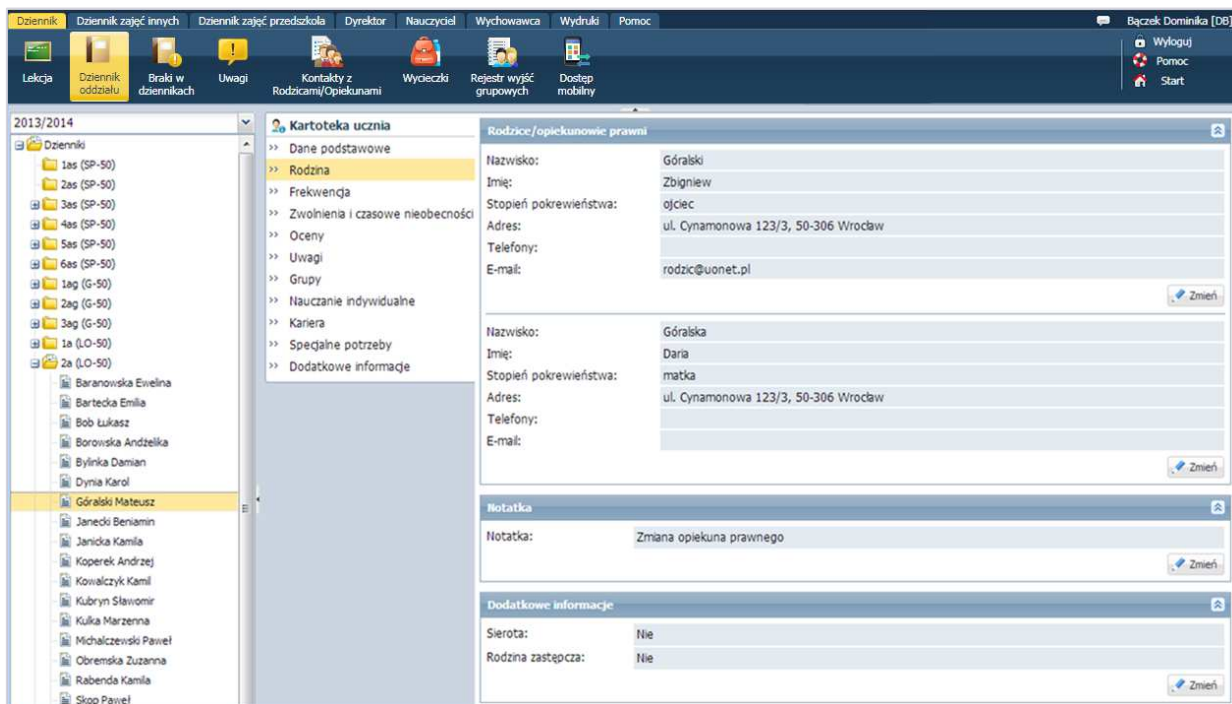 Dziennik Dziennik zajęć innych Dziennik zajęć przedszkola Dyrektor Nauczyciel Wychowawca Wydruki Pomoc Bączek Dominika [DB]
Wyloguj
Pomoc
Start
Lekcja Dziennik oddziału Braki w dziennikach Uwagi Kontakty z Rodzicami/Opiekunami Wycieczki Rejestr wyjść grupowych Dostęp mobilny
2013/2014
Dzienniki
1as (SP-50)
2as (SP-50)
3as (SP-50)
4as (SP-50)
5as (SP-50)
6as (SP-50)
1ag (G-50)
2ag (G-50)
3ag (G-50)
1a (LO-50)
2a (LO-50)
Baranowska Ewelina
Bartecka Emilia
Bob Łukasz
Borowska Andżelika
Bylinka Damian
Dynia Karol
Góralski Mateusz
Janecki Beniamin
Janicka Kamila
Koperek Andrzej
Kowalczyk Kamil
Kubryn Sławomir
Kulka Marzenna
Michalczewski Paweł
Obremska Zuzanna
Rabenda Kamila
Skop Paweł
Kartoteka ucznia
>> Dane podstawowe
>> Rodzina
>> Frekwencja
>> Zwolnienia i czasowe nieobecności
>> Oceny
>> Uwagi
>> Grupy
>> Nauczanie indywidualne
>> Kariera
>> Specjalne potrzeby
>> Dodatkowe informacje
Rodzice/opiekunowie prawni
Nazwisko: Góralski
Imię: Zbigniew
Stopień pokrewieństwa: ojciec
Adres: ul. Cynamonowa 123/3, 50-306 Wrocław
Telefony:
E-mail: rodzic@uonet.pl
Zmień
Nazwisko: Góralska
Imię: Daria
Stopień pokrewieństwa: matka
Adres: ul. Cynamonowa 123/3, 50-306 Wrocław
Telefony:
E-mail:
Zmień
Notatka
Notatka: Zmiana opiekuna prawnego
Zmień
Dodatkowe informacje
Sierota: Nie
Rodzina zastępcza: Nie
Zmień